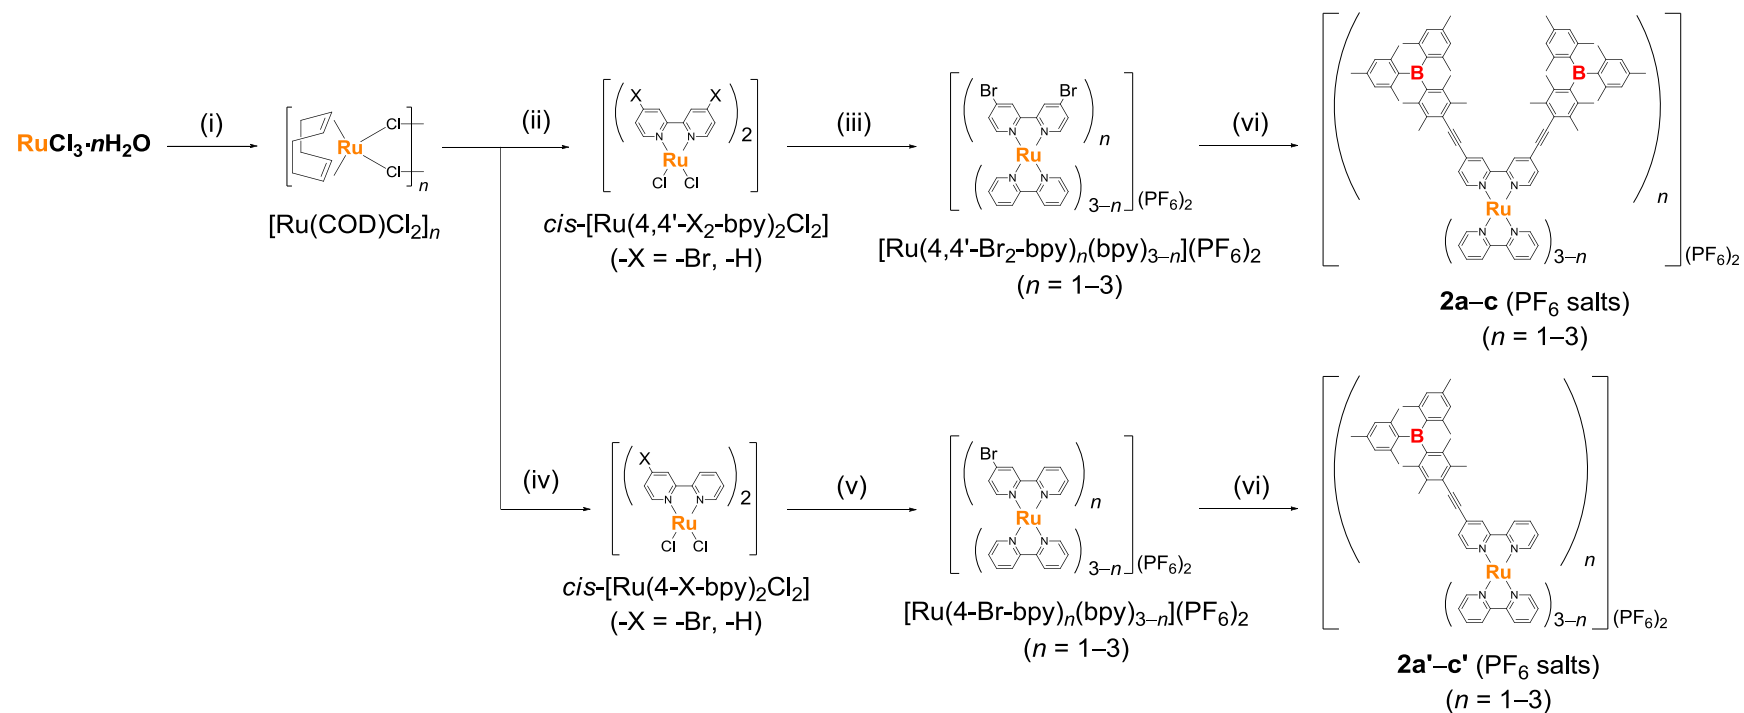 RuCl3·nH2O
(i)
Ru
Cl
Cl
n
[Ru(COD)Cl2]n
(ii)
X X
N N
2
Ru
Cl Cl
cis-[Ru(4,4'-X2-bpy)2Cl2]
(-X = -Br, -H)
(iii)
Br Br
N N
n
Ru
N N
3–n
(PF6)2
[Ru(4,4'-Br2-bpy)n(bpy)3–n](PF6)2
(n = 1–3)
(vi)
B B
N N
n
Ru
N N
3–n
(PF6)2
2a–c (PF6 salts)
(n = 1–3)
(iv)
X
N N
2
Ru
Cl Cl
cis-[Ru(4-X-bpy)2Cl2]
(-X = -Br, -H)
(v)
Br
N N
n
Ru
N N
3–n
(PF6)2
[Ru(4-Br-bpy)n(bpy)3–n](PF6)2
(n = 1–3)
(vi)
B
N N
n
Ru
N N
3–n
(PF6)2
2a'–c' (PF6 salts)
(n = 1–3)